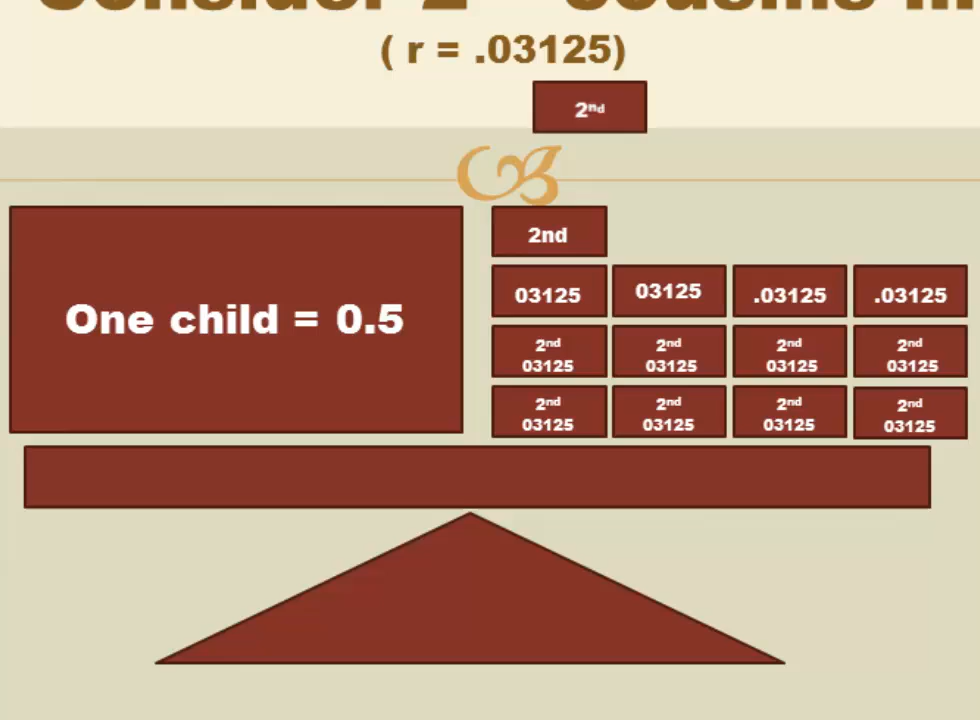 ( r = .03125)
2nd
2nd
One child = 0.5
03125 03125 .03125 .03125
2nd 2nd 2nd 2nd
03125 03125 03125 03125
2nd 2nd 2nd 2nd
03125 03125 03125 03125